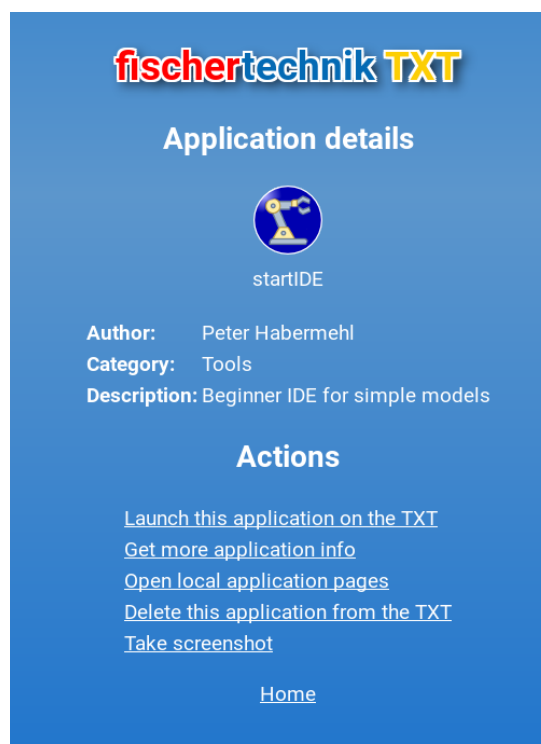 fischertechnik TXT
Application details
startIDE
Author: Peter Habermehl
Category: Tools
Description: Beginner IDE for simple models
Actions
Launch this application on the TXT
Get more application info
Open local application pages
Delete this application from the TXT
Take screenshot
Home